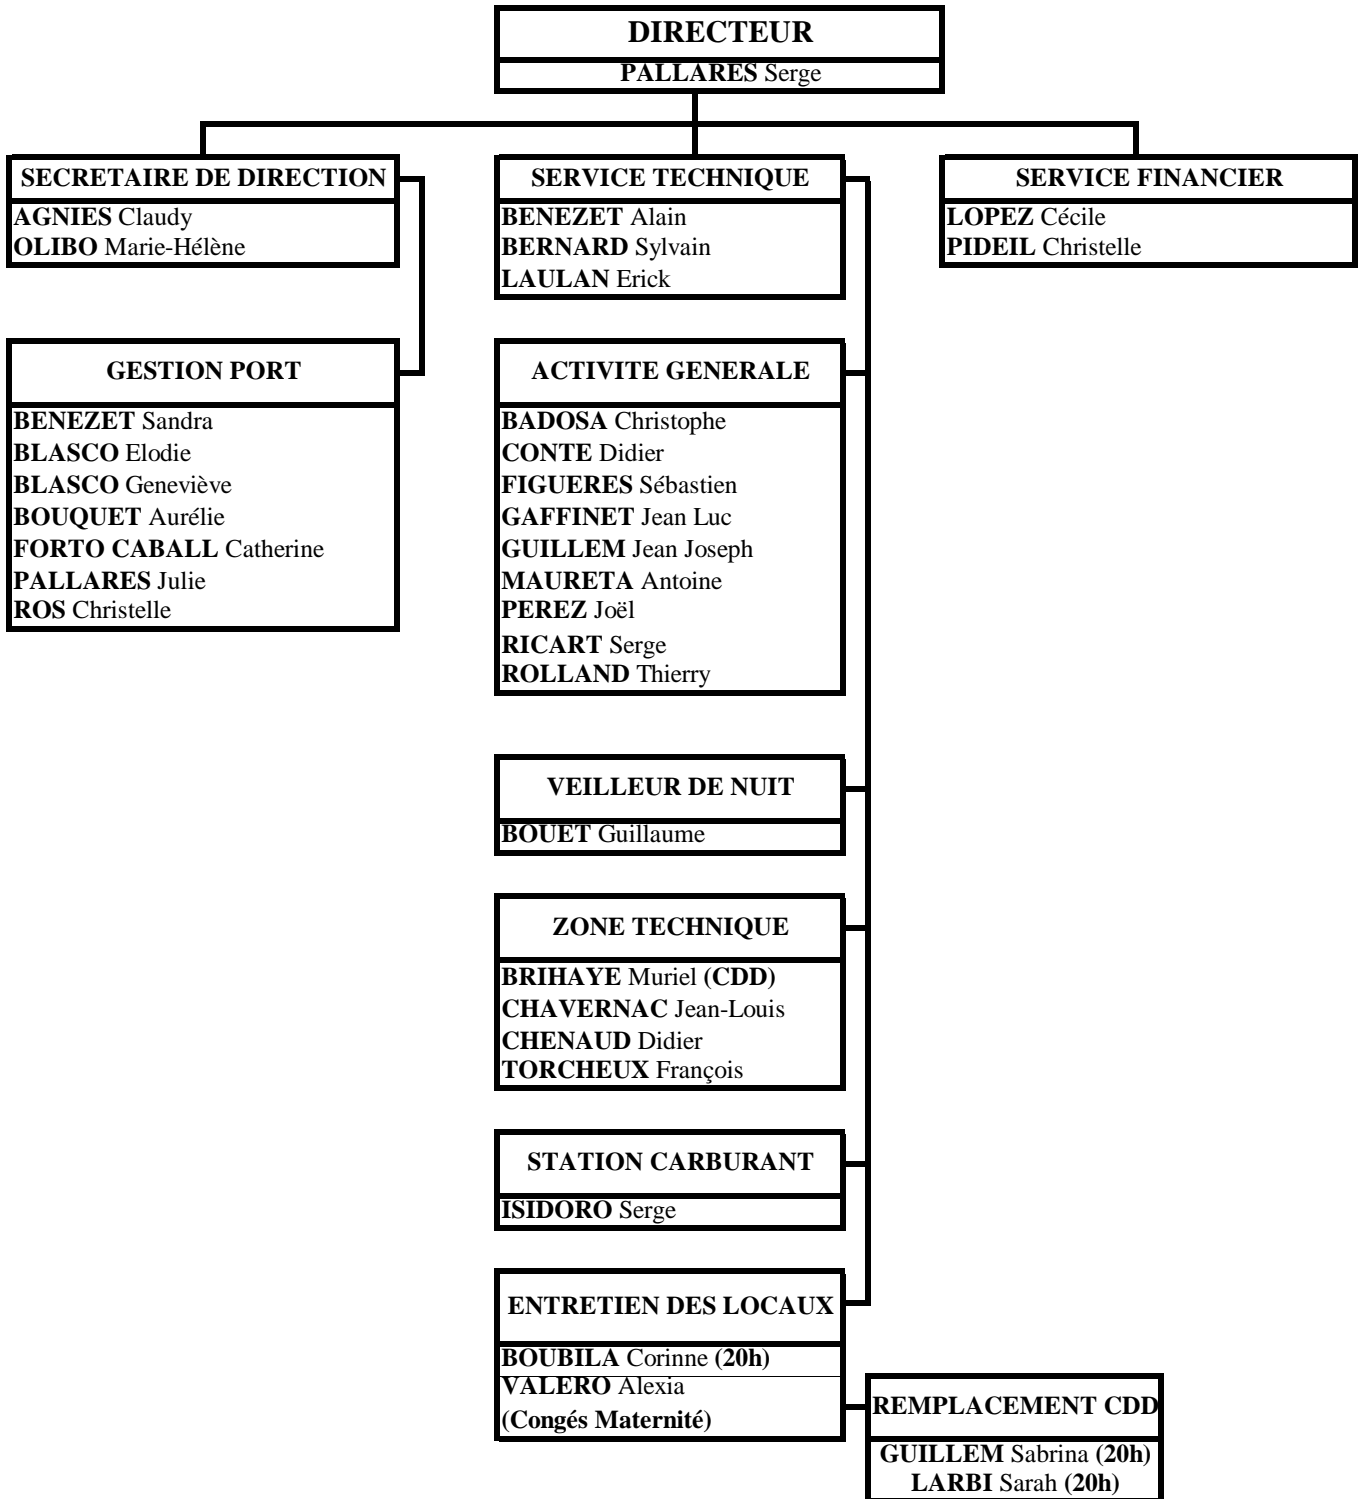 DIRECTEUR
PALLARES Serge
SECRETAIRE DE DIRECTION
AGNIES Claudy
OLIBO Marie-Hélène
GESTION PORT
BENEZET Sandra
BLASCO Elodie
BLASCO Geneviève
BOUQUET Aurélie
FORTO CABALL Catherine
PALLARES Julie
ROS Christelle
SERVICE TECHNIQUE
BENEZET Alain
BERNARD Sylvain
LAULAN Erick
ACTIVITE GENERALE
BADOSA Christophe
CONTE Didier
FIGUERES Sébastien
GAFFINET Jean Luc
GUILLEM Jean Joseph
MAURETA Antoine
PEREZ Joël
RICART Serge
ROLLAND Thierry
VEILLEUR DE NUIT
BOUET Guillaume
ZONE TECHNIQUE
BRIHAYE Muriel (CDD)
CHAVERNAC Jean-Louis
CHENAUD Didier
TORCHEUX François
STATION CARBURANT
ISIDORO Serge
ENTRETIEN DES LOCAUX
BOUBILA Corinne (20h)
VALERO Alexia
(Congés Maternité)
REMPLACEMENT CDD
GUILLEM Sabrina (20h)
LARBI Sarah (20h)
SERVICE FINANCIER
LOPEZ Cécile
PIDEIL Christelle